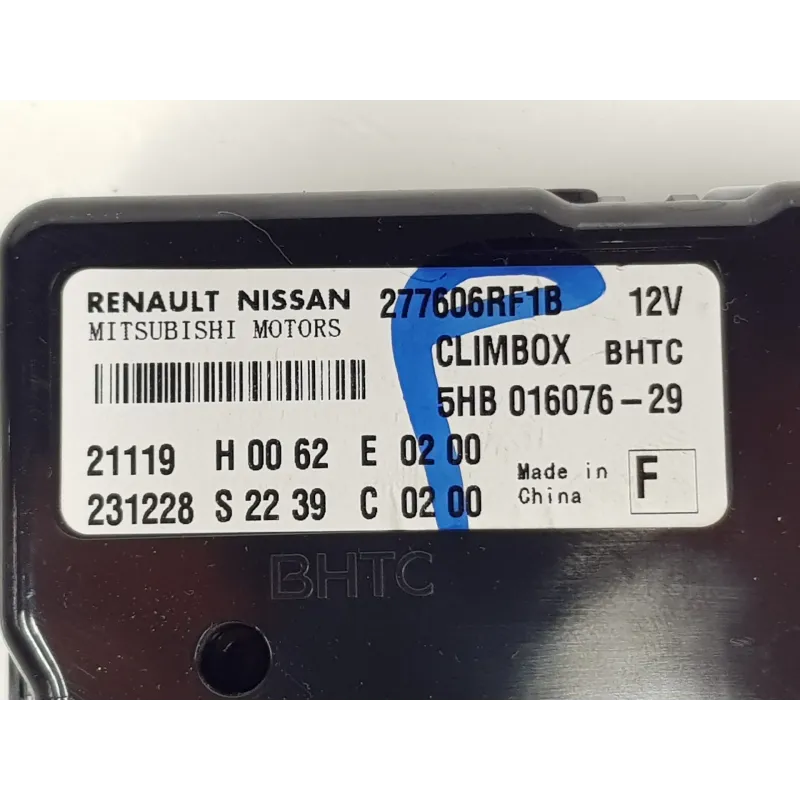 RENAULT NISSAN 277606RF1B 12V
MITSUBISHI MOTORS
CLIMBOX BHTC
5HB 016076-29
21119 H 00 62 E 02 00
231228 S 22 39 C 02 00
Made in
China
F
BHTC